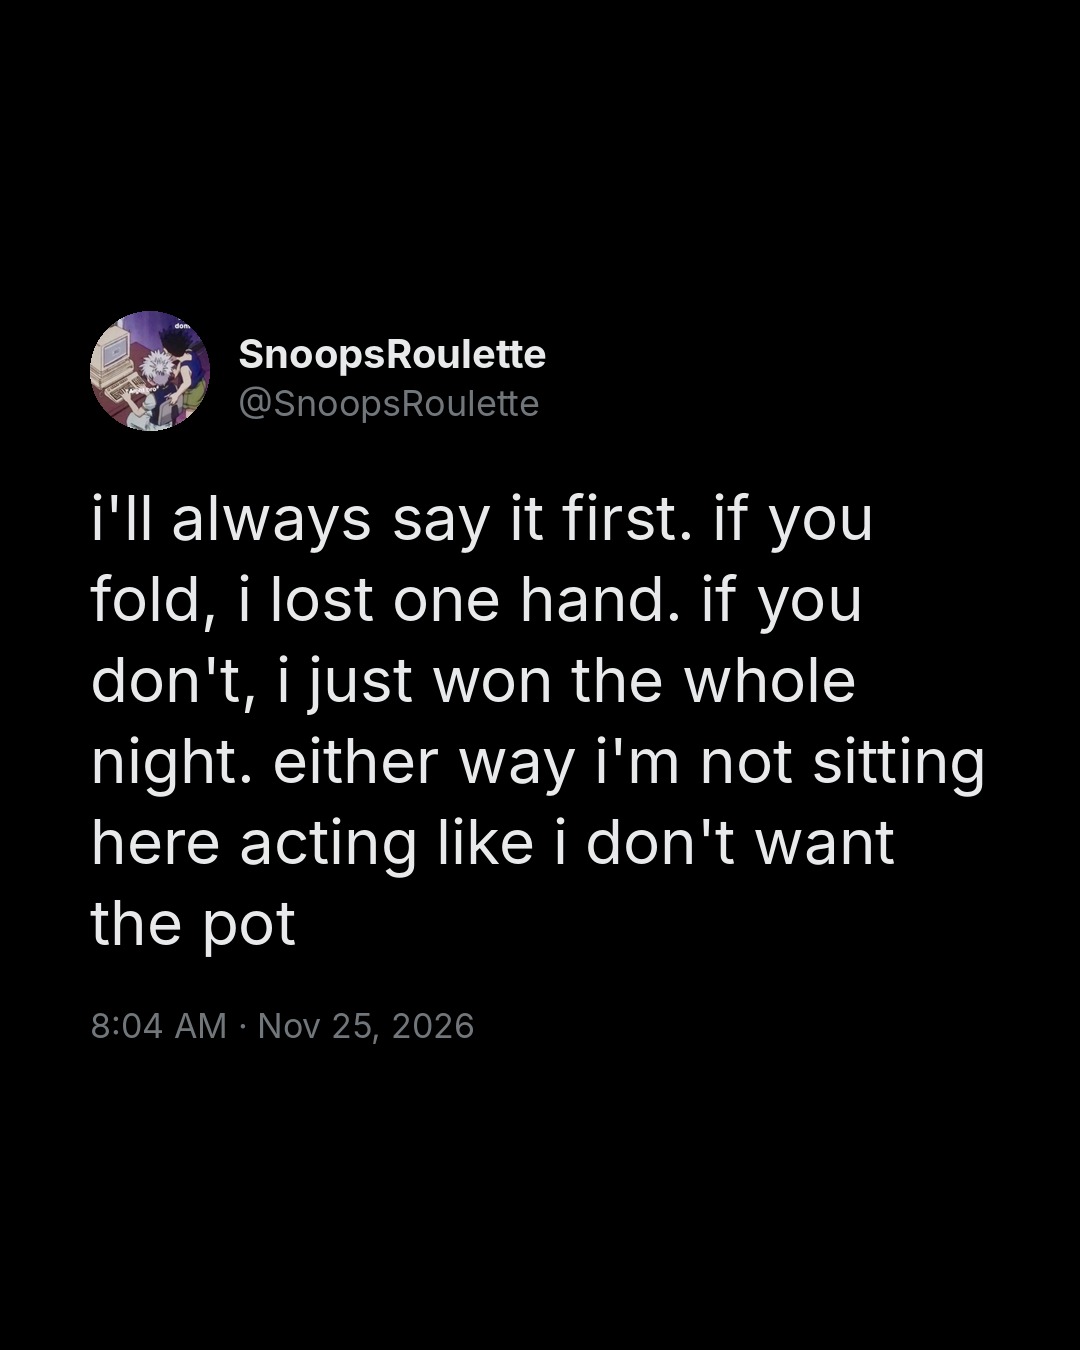 SnoopsRoulette
@SnoopsRoulette
i'll always say it first. if you
fold, i lost one hand. if you
don't, i just won the whole
night. either way i'm not sitting
here acting like i don't want
the pot
8:04 AM · Nov 25, 2026